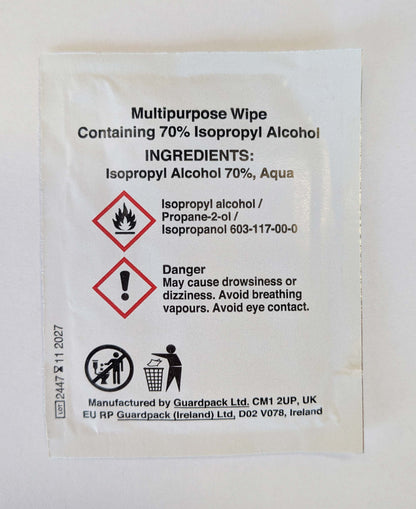 Multipurpose Wipe
Containing 70% Isopropyl Alcohol
INGREDIENTS:
Isopropyl Alcohol 70%, Aqua
Isopropyl alcohol /
Propane-2-ol /
Isopropanol 603-117-00-0
Danger
May cause drowsiness or
dizziness. Avoid breathing
vapours. Avoid eye contact.
LOT 2447 11 2027
Manufactured by Guardpack Ltd. CM1 2UP, UK
EU RP Guardpack (Ireland) Ltd, D02 V078, Ireland